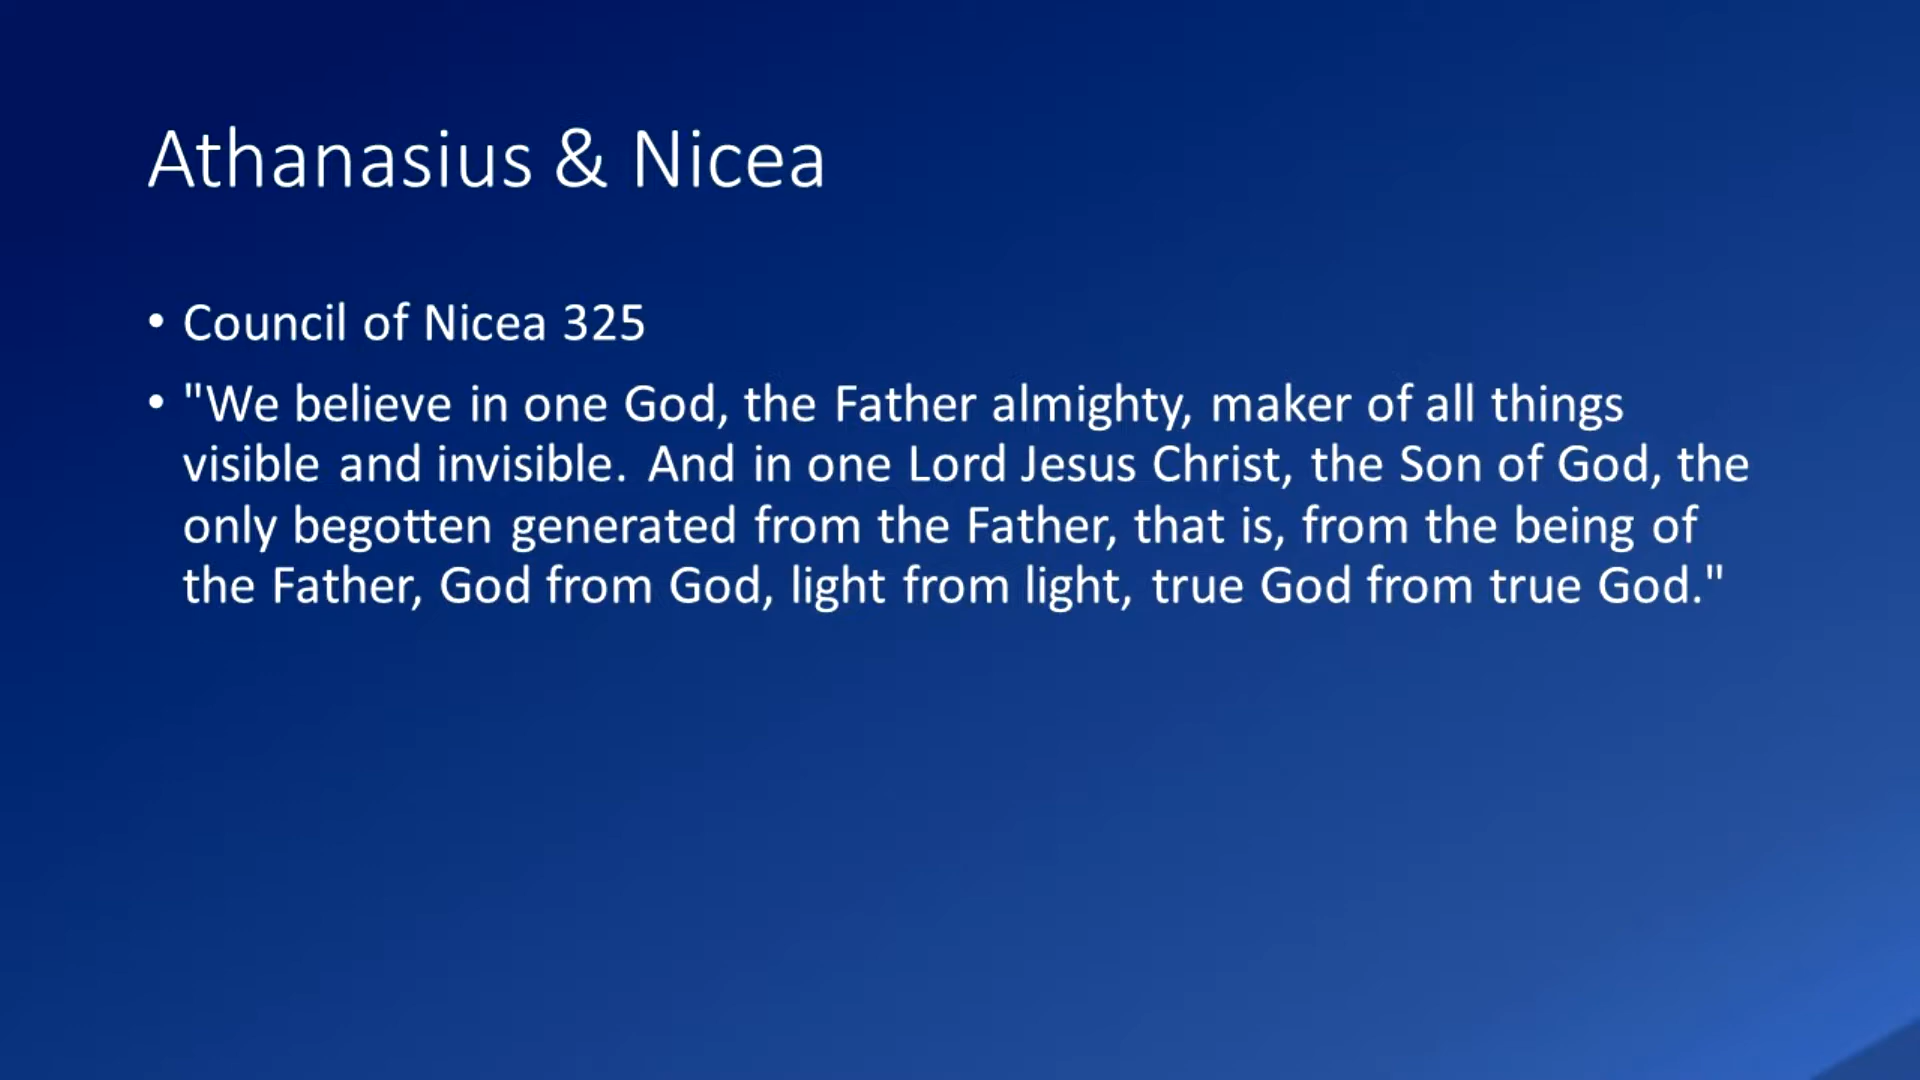 Athanasius & Nicea
• Council of Nicea 325
• "We believe in one God, the Father almighty, maker of all things
visible and invisible. And in one Lord Jesus Christ, the Son of God, the
only begotten generated from the Father, that is, from the being of
the Father, God from God, light from light, true God from true God."